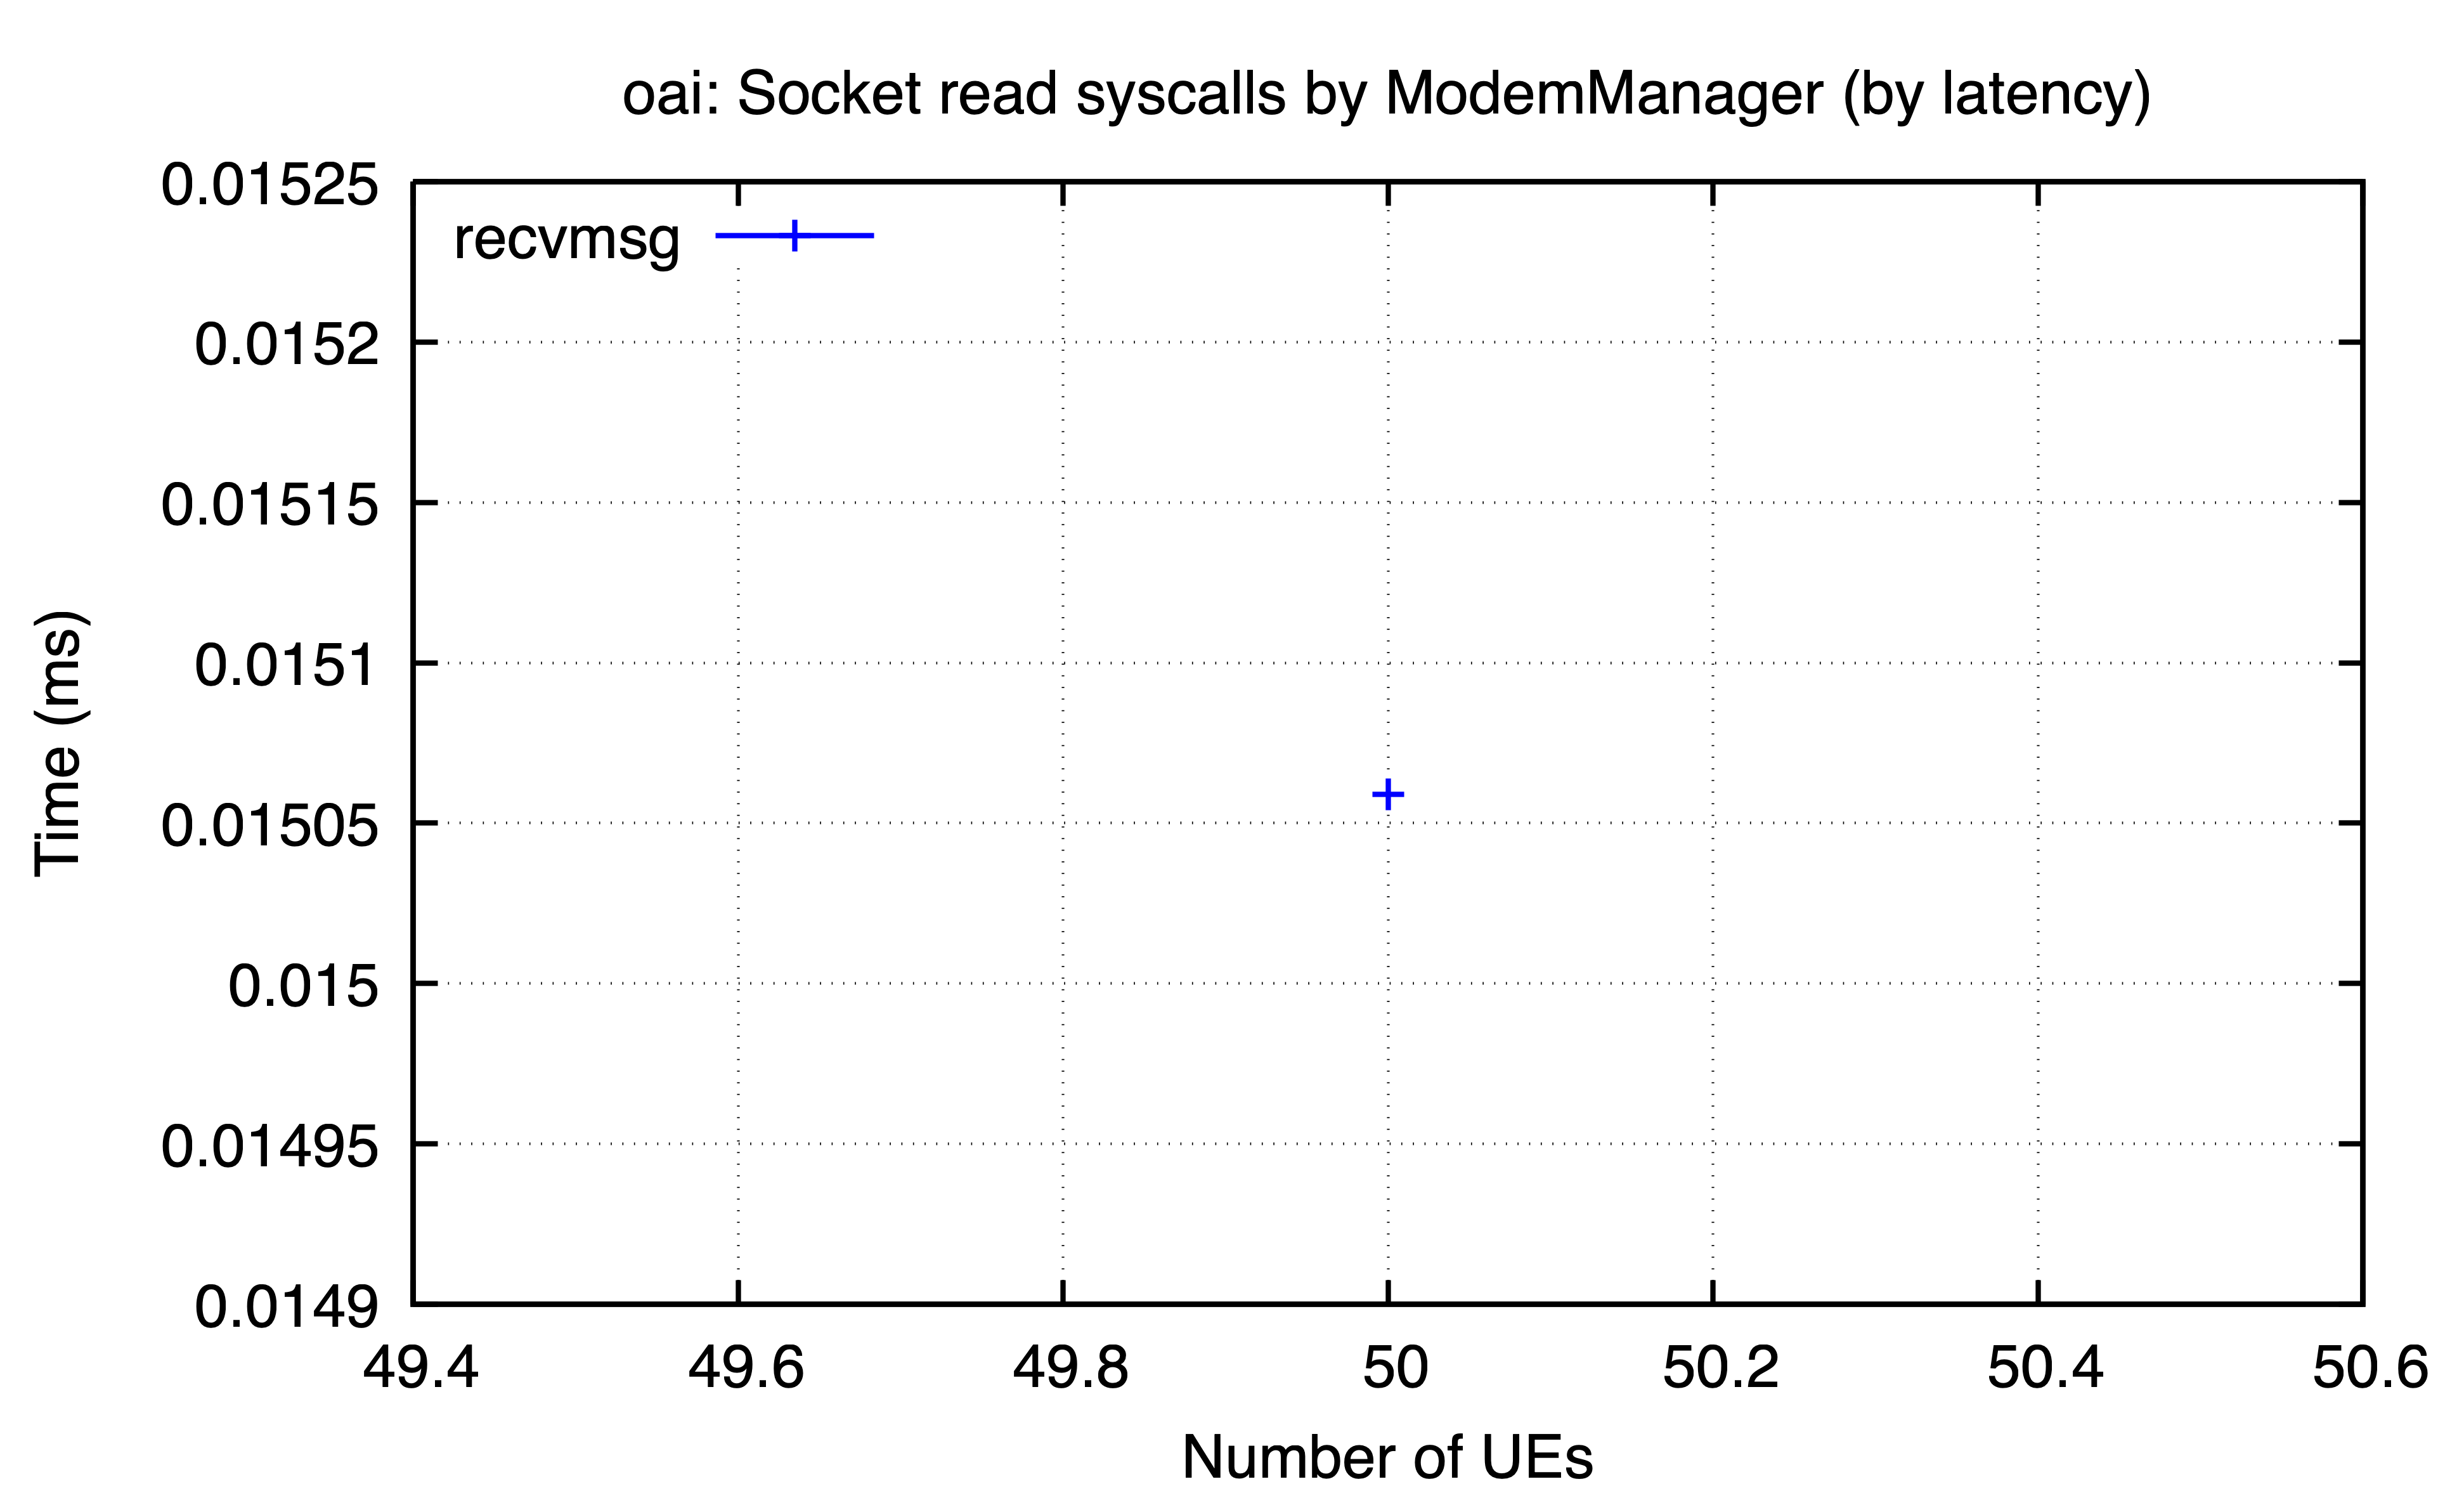 oai: Socket read syscalls by ModemManager (by latency)
0.01525
recvmsg
0.0152
0.01515
0.0151
Time (ms)
0.01505
0.015
0.01495
0.0149
49.4 49.6 49.8 50 50.2 50.4 50.6
Number of UEs